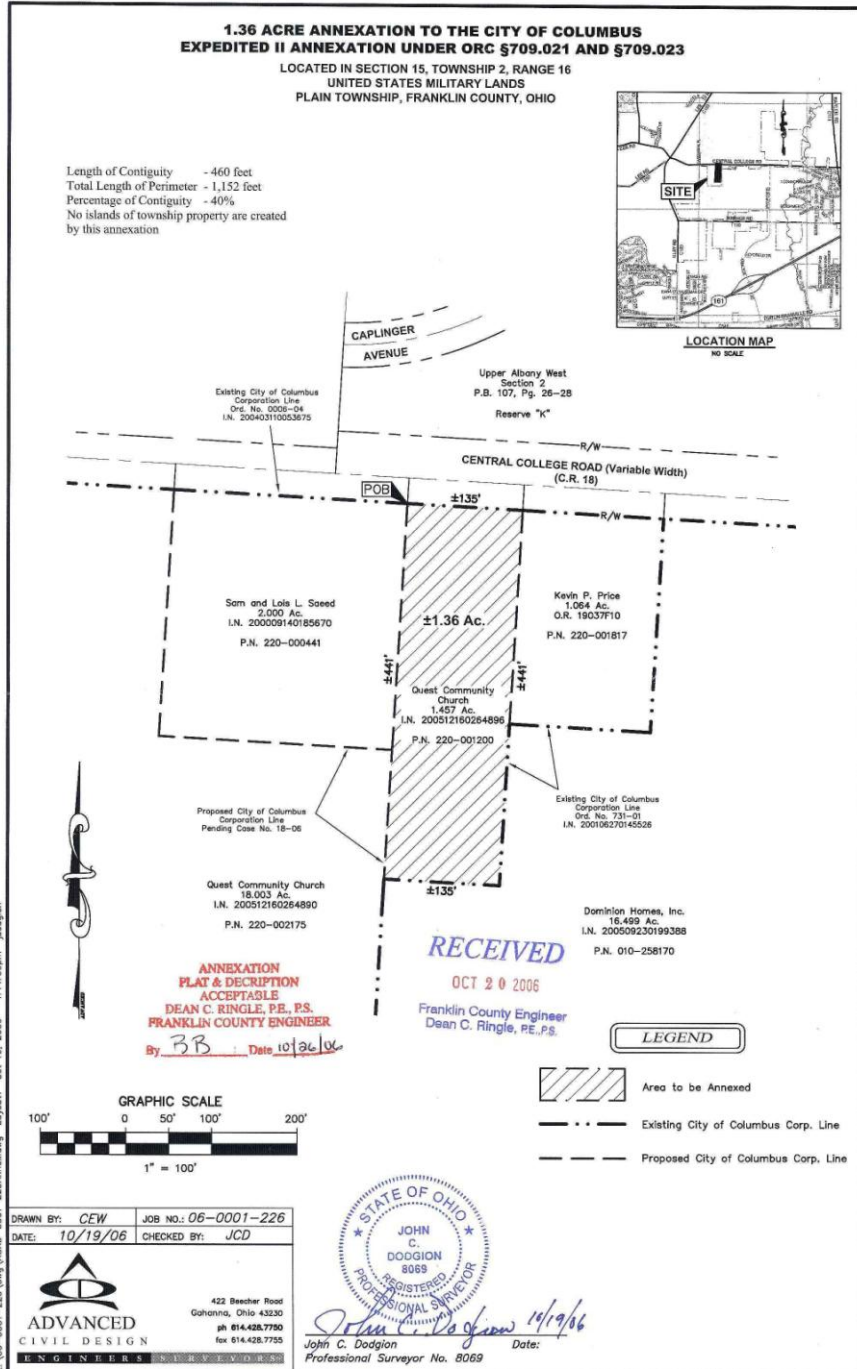 1.36 ACRE ANNEXATION TO THE CITY OF COLUMBUS
EXPEDITED II ANNEXATION UNDER ORC §709.021 AND §709.023
LOCATED IN SECTION 15, TOWNSHIP 2, RANGE 16
UNITED STATES MILITARY LANDS
PLAIN TOWNSHIP, FRANKLIN COUNTY, OHIO
Length of Contiguity - 460 feet
Total Length of Perimeter - 1,152 feet
Percentage of Contiguity - 40%
No islands of township property are created
by this annexation
CENTRAL COLLEGE RD
SITE
161
LOCATION MAP
NO SCALE
CAPLINGER
AVENUE
Upper Albany West
Section 2
P.B. 107, Pg. 26-28
Reserve "K"
Existing City of Columbus
Corporation Line
Ord. No. 0006-04
I.N. 200403110053675
R/W
CENTRAL COLLEGE ROAD (Variable Width)
(C.R. 18)
POB
±135'
R/W
Sam and Lois L. Saeed
2.000 Ac.
I.N. 200009140185670
P.N. 220-000441
±1.36 Ac.
Kevin P. Price
1.064 Ac.
O.R. 19037F10
P.N. 220-001817
±441'
±441'
Quest Community
Church
1.457 Ac.
I.N. 200512160264896
P.N. 220-001200
Proposed City of Columbus
Corporation Line
Pending Case No. 18-06
Existing City of Columbus
Corporation Line
Ord. No. 731-01
I.N. 200106270145526
±135'
Quest Community Church
18.003 Ac.
I.N. 200512160264890
P.N. 220-002175
Dominion Homes, Inc.
16.499 Ac.
I.N. 200509230199388
P.N. 010-258170
ANNEXATION
PLAT & DECRIPTION
ACCEPTABLE
DEAN C. RINGLE, P.E., P.S.
FRANKLIN COUNTY ENGINEER
By BB Date 10/26/06
RECEIVED
OCT 20 2006
Franklin County Engineer
Dean C. Ringle, P.E., P.S.
LEGEND
Area to be Annexed
Existing City of Columbus Corp. Line
Proposed City of Columbus Corp. Line
GRAPHIC SCALE
100' 0 50' 100' 200'
1" = 100'
DRAWN BY: CEW JOB NO.: 06-0001-226
DATE: 10/19/06 CHECKED BY: JCD
ADVANCED
CIVIL DESIGN
ENGINEERS SURVEYORS
422 Beecher Road
Gahanna, Ohio 43230
ph 614.428.7750
fax 614.428.7755
STATE OF OHIO
JOHN
C.
DODGION
8069
REGISTERED
PROFESSIONAL SURVEYOR
John C. Dodgion 10/19/06
John C. Dodgion Date:
Professional Surveyor No. 8069